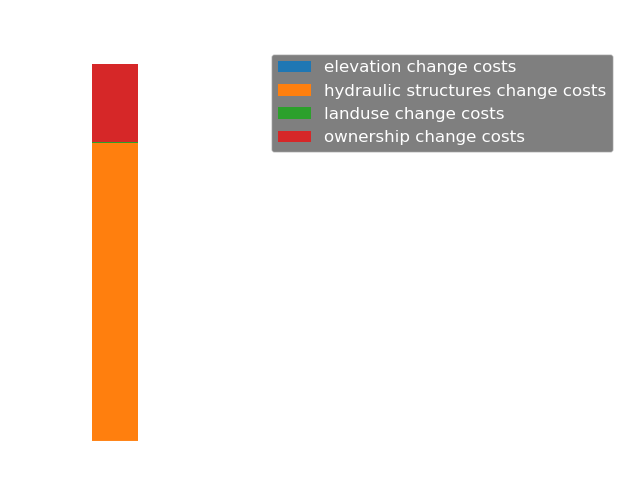 elevation change costs
hydraulic structures change costs
landuse change costs
ownership change costs